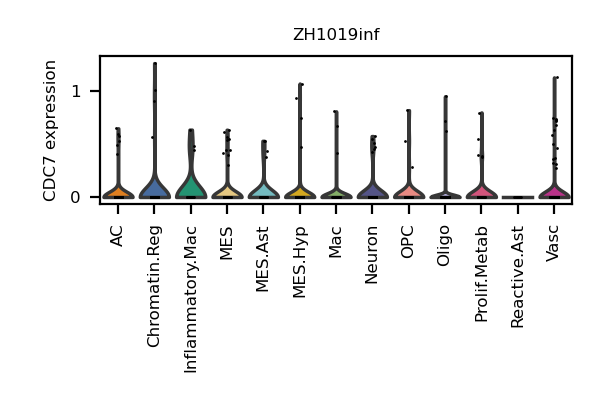 ZH1019inf
CDC7 expression
1
0
AC
Chromatin.Reg
Inflammatory.Mac
MES
MES.Ast
MES.Hyp
Mac
Neuron
OPC
Oligo
Prolif.Metab
Reactive.Ast
Vasc